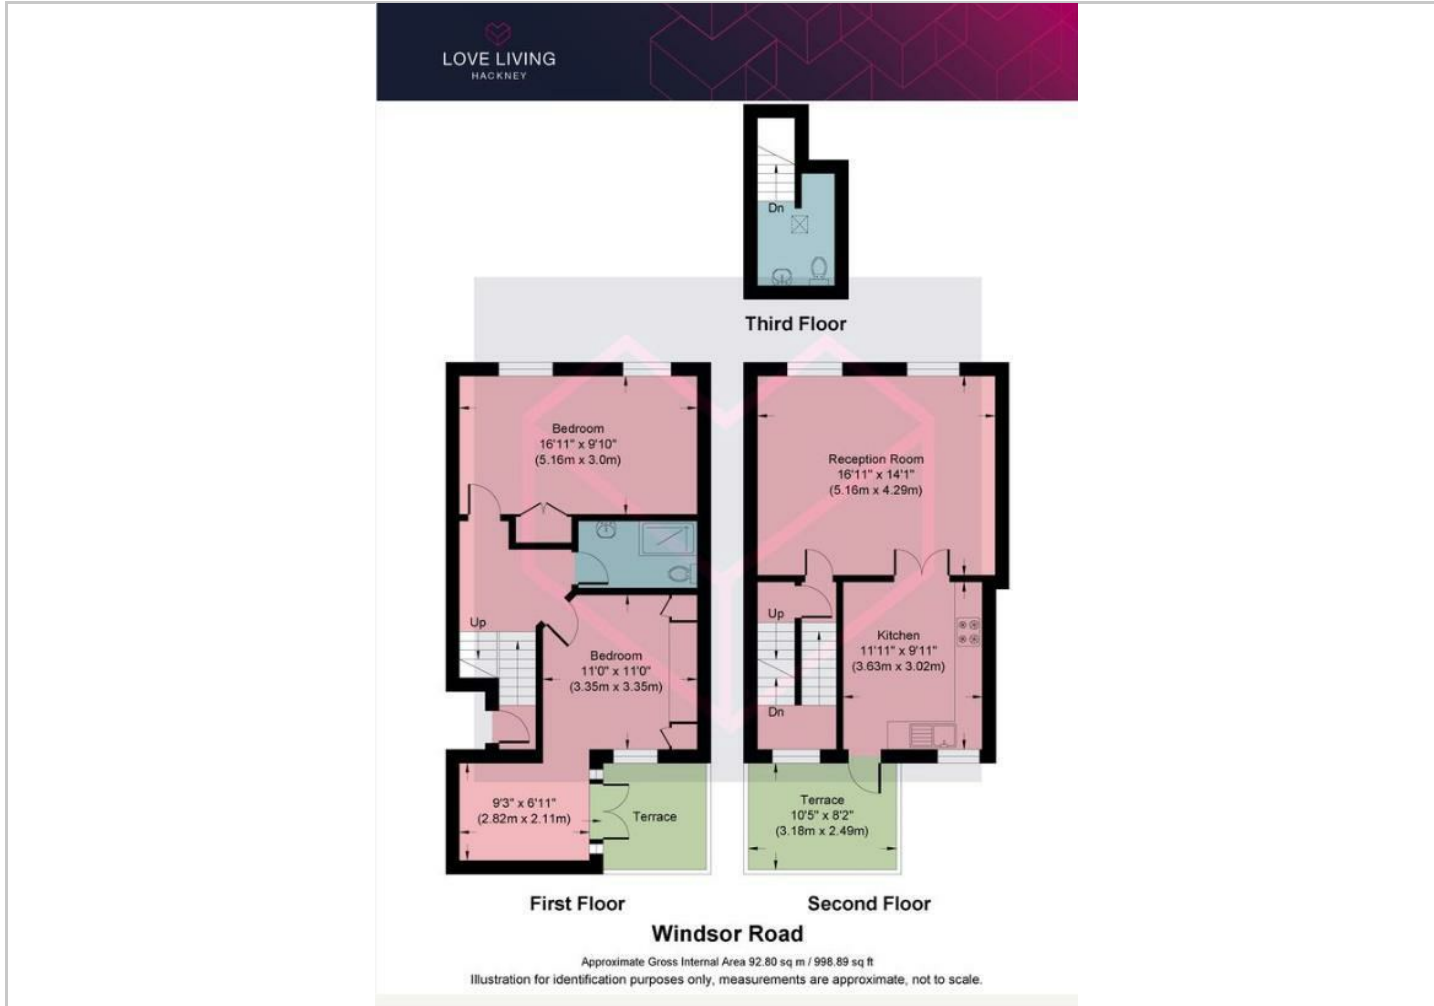 LOVE LIVING
HACKNEY
Dn
Third Floor
Bedroom
16'11" x 9'10"
(5.16m x 3.0m)
Up
Bedroom
11'0" x 11'0"
(3.35m x 3.35m)
9'3" x 6'11"
(2.82m x 2.11m)
Terrace
First Floor
Reception Room
16'11" x 14'1"
(5.16m x 4.29m)
Up
Kitchen
11'11" x 9'11"
(3.63m x 3.02m)
Dn
Terrace
10'5" x 8'2"
(3.18m x 2.49m)
Second Floor
Windsor Road
Approximate Gross Internal Area 92.80 sq m / 998.89 sq ft
Illustration for identification purposes only, measurements are approximate, not to scale.